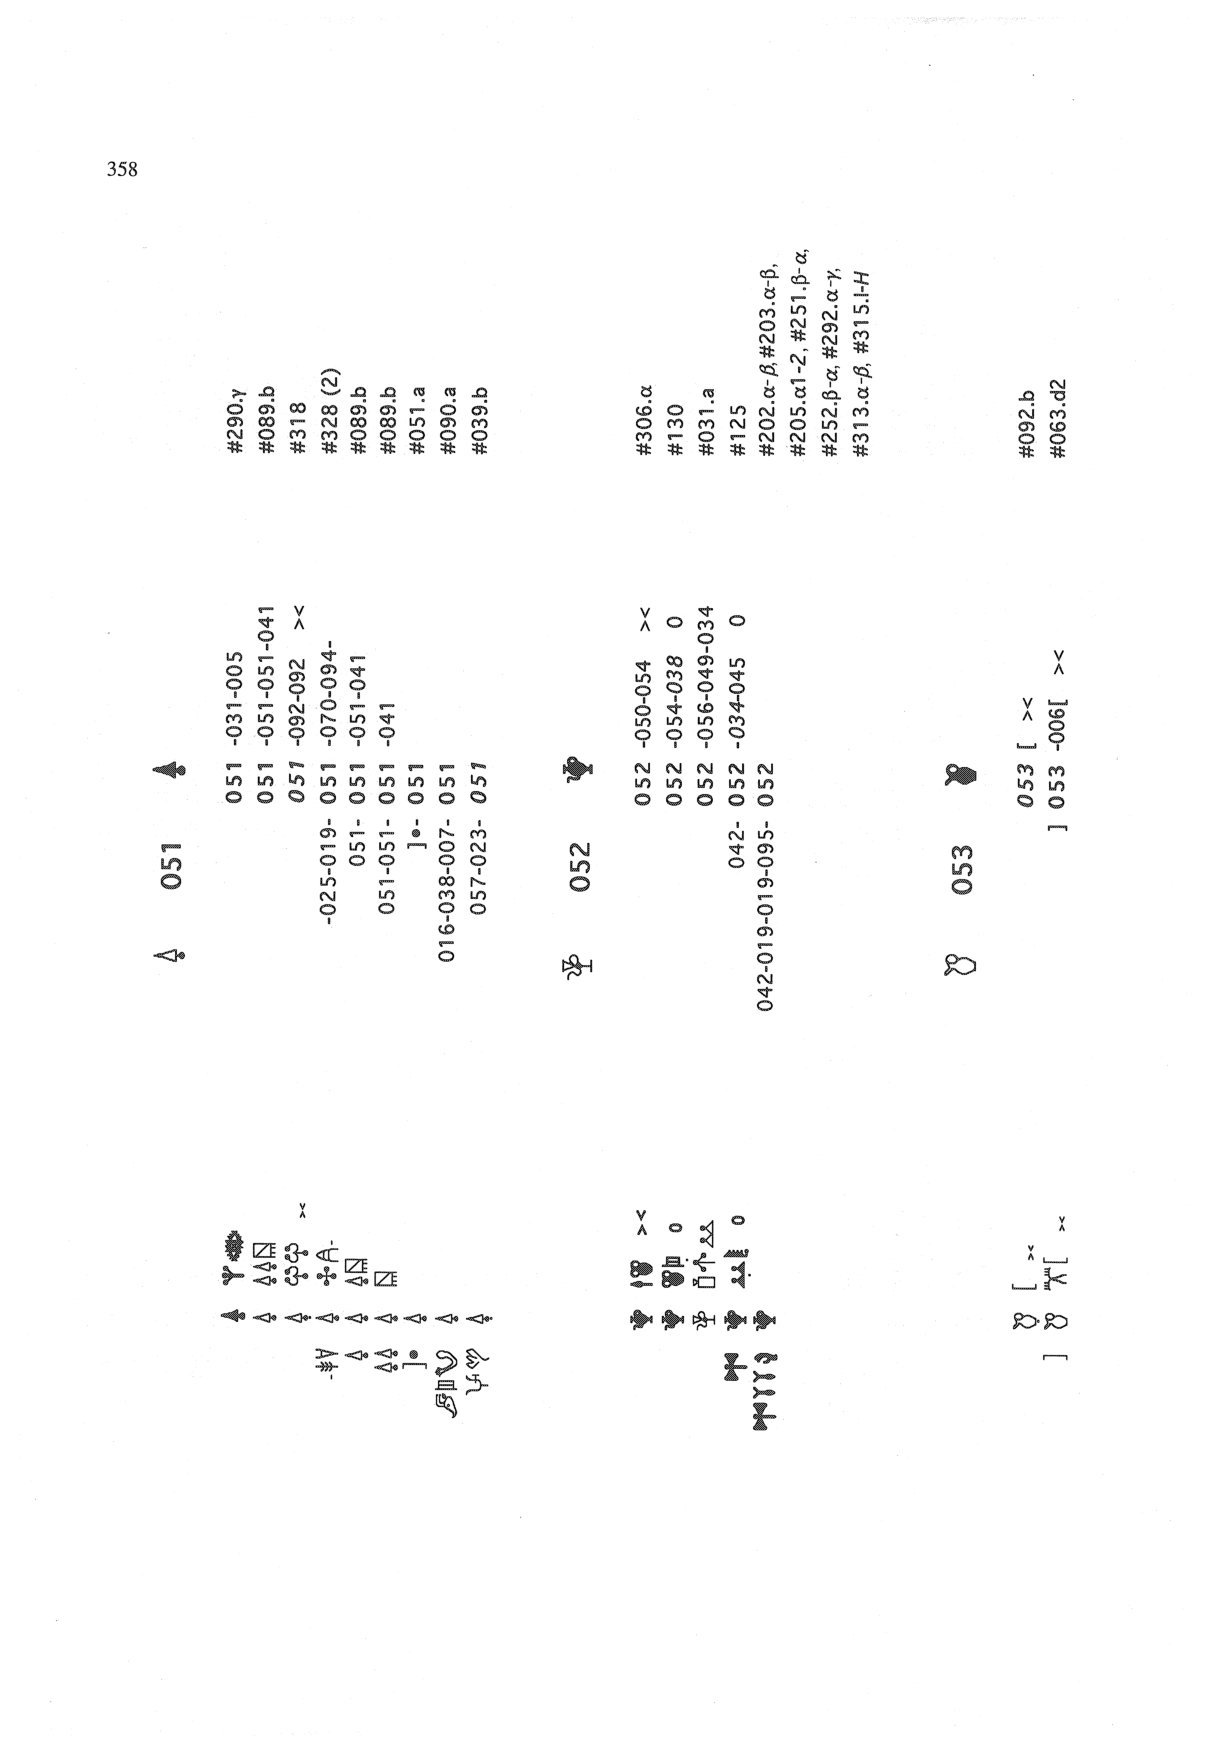 358
051
051 -031-005 #290.γ
051 -051-051-041 #089.b
051 -092-092 >< #318
-025-019- 051 -070-094- #328 (2)
051- 051 -051-041 #089.b
051-051- 051 -041 #089.b
]•- 051 #051.a
016-038-007- 051 #090.a
057-023- 051 #039.b
052
052 -050-054 >< #306.α
052 -054-038 0 #130
052 -056-049-034 #031.a
042- 052 -034-045 0 #125
042-019-019-095- 052 #202.α-β, #203.α-β,
#205.α1-2, #251.β-α,
#252.β-α, #292.α-γ,
#313.α-β, #315.I-H
053
053 [ >< #092.b
] 053 -006[ >< #063.d2